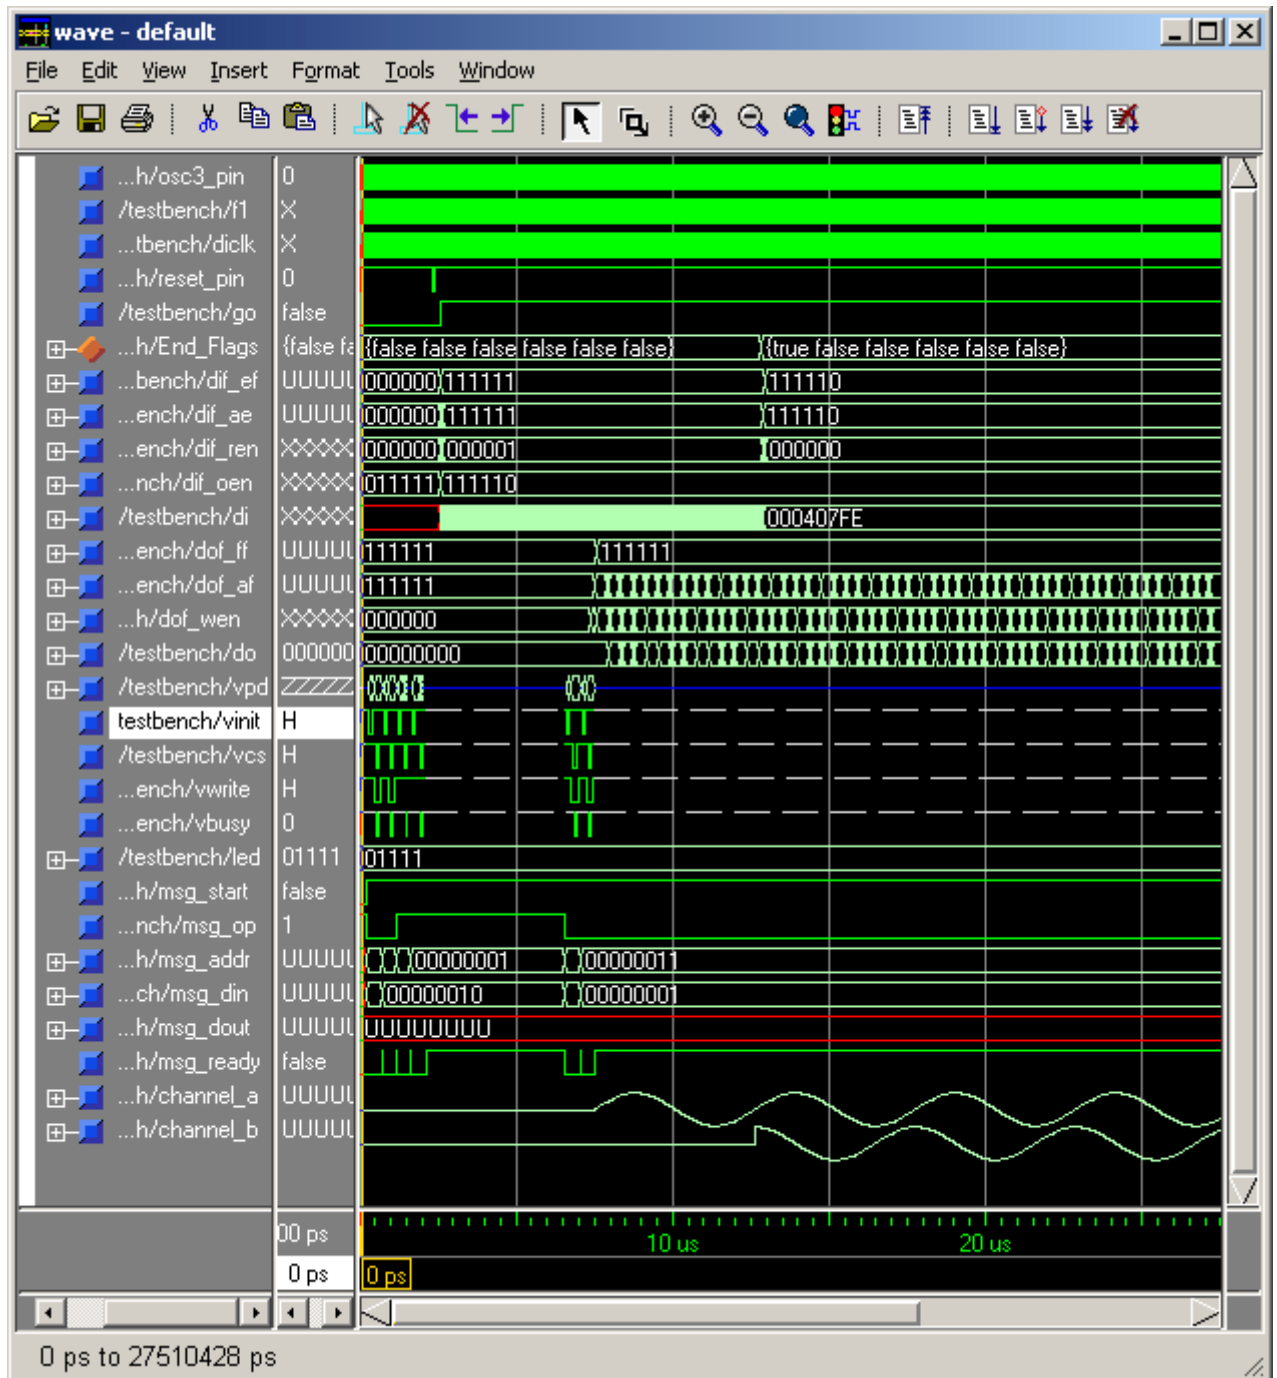 wave - default
File Edit View Insert Format Tools Window
...h/osc3_pin 0
/testbench/f1 X
...tbench/diclk X
...h/reset_pin 0
/testbench/go false
...h/End_Flags {false fa {false false false false false false} {true false false false false false}
...bench/dif_ef UUUUU 000000 111111 111110
...ench/dif_ae UUUUU 000000 111111 111110
...ench/dif_ren XXXXX 000000 000001 000000
...nch/dif_oen XXXXX 011111 111110
/testbench/di XXXXX 000407FE
...ench/dof_ff UUUUU 111111 111111
...ench/dof_af UUUUU 111111
...h/dof_wen XXXXX 000000
/testbench/do 000000 00000000
/testbench/vpd ZZZZZ
testbench/vinit H
/testbench/vcs H
...ench/vwrite H
...ench/vbusy 0
/testbench/led 01111 01111
...h/msg_start false
...nch/msg_op 1
...h/msg_addr UUUUU 00000001 00000011
...ch/msg_din UUUUU 00000010 00000001
...h/msg_dout UUUUU UUUUUUUU
...h/msg_ready false
...h/channel_a UUUUU
...h/channel_b UUUUU
00 ps 10 us 20 us
0 ps 0 ps
0 ps to 27510428 ps